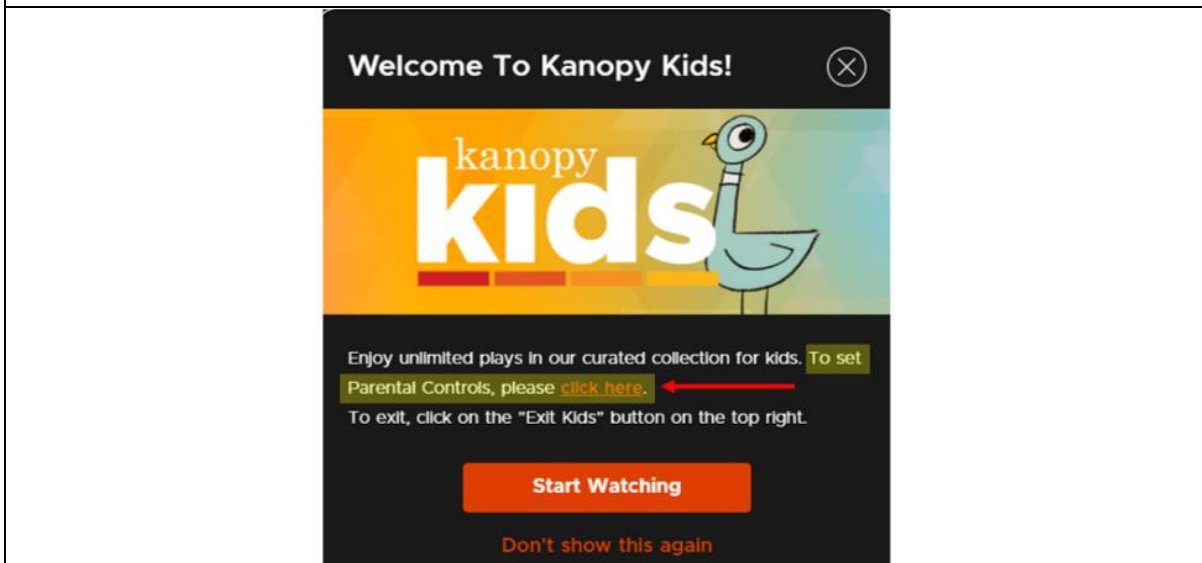 Welcome To Kanopy Kids!
kanopy
kids
Enjoy unlimited plays in our curated collection for kids. To set
Parental Controls, please click here.
To exit, click on the "Exit Kids" button on the top right.
Start Watching
Don't show this again